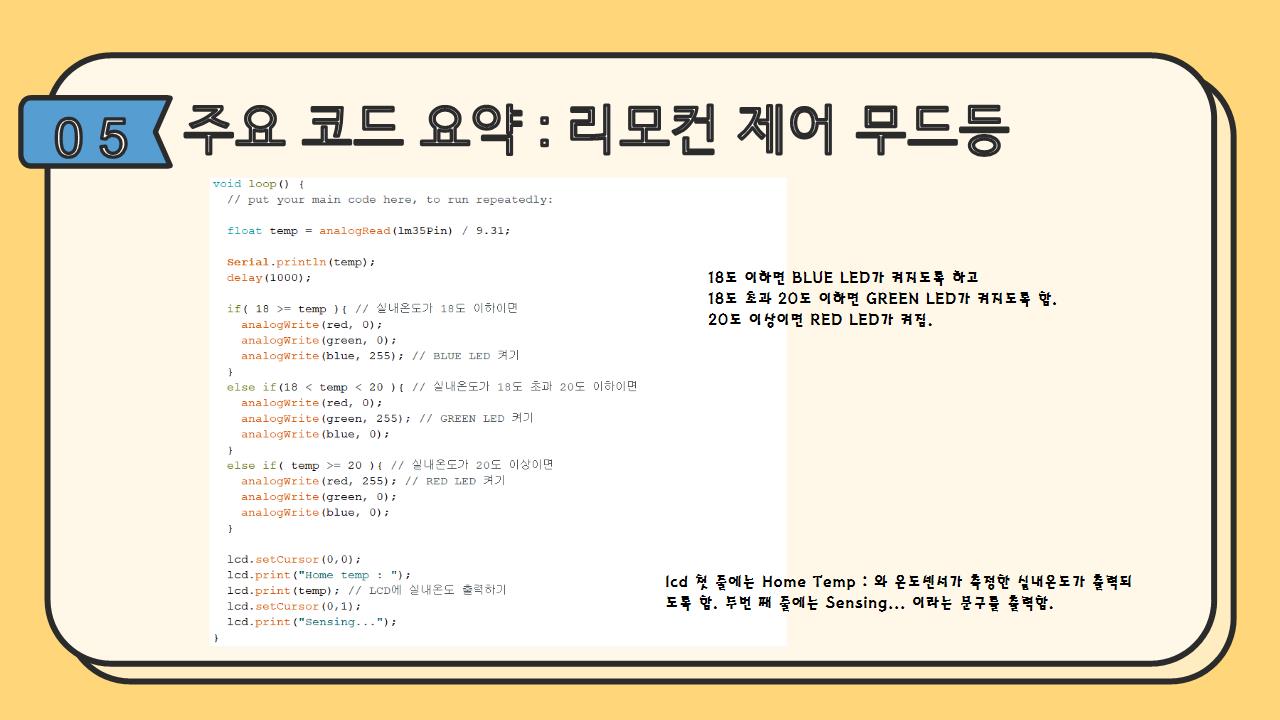 05
주요 코드 요약 : 리모컨 제어 무드등
void loop() {
// put your main code here, to run repeatedly:
float temp = analogRead(lm35Pin) / 9.31;
Serial.println(temp);
delay(1000);
if( 18 >= temp ){ // 실내온도가 18도 이하이면
analogWrite(red, 0);
analogWrite(green, 0);
analogWrite(blue, 255); // BLUE LED 켜기
}
else if(18 < temp < 20 ){ // 실내온도가 18도 초과 20도 이하이면
analogWrite(red, 0);
analogWrite(green, 255); // GREEN LED 켜기
analogWrite(blue, 0);
}
else if( temp >= 20 ){ // 실내온도가 20도 이상이면
analogWrite(red, 255); // RED LED 켜기
analogWrite(green, 0);
analogWrite(blue, 0);
}
lcd.setCursor(0,0);
lcd.print("Home temp : ");
lcd.print(temp); // LCD에 실내온도 출력하기
lcd.setCursor(0,1);
lcd.print("Sensing...");
}
18도 이하면 BLUE LED가 켜지도록 하고
18도 초과 20도 이하면 GREEN LED가 켜지도록 함.
20도 이상이면 RED LED가 켜짐.
lcd 첫 줄에는 Home Temp : 와 온도센서가 측정한 실내온도가 출력되
도록 함. 두번 째 줄에는 Sensing... 이라는 문구를 출력함.